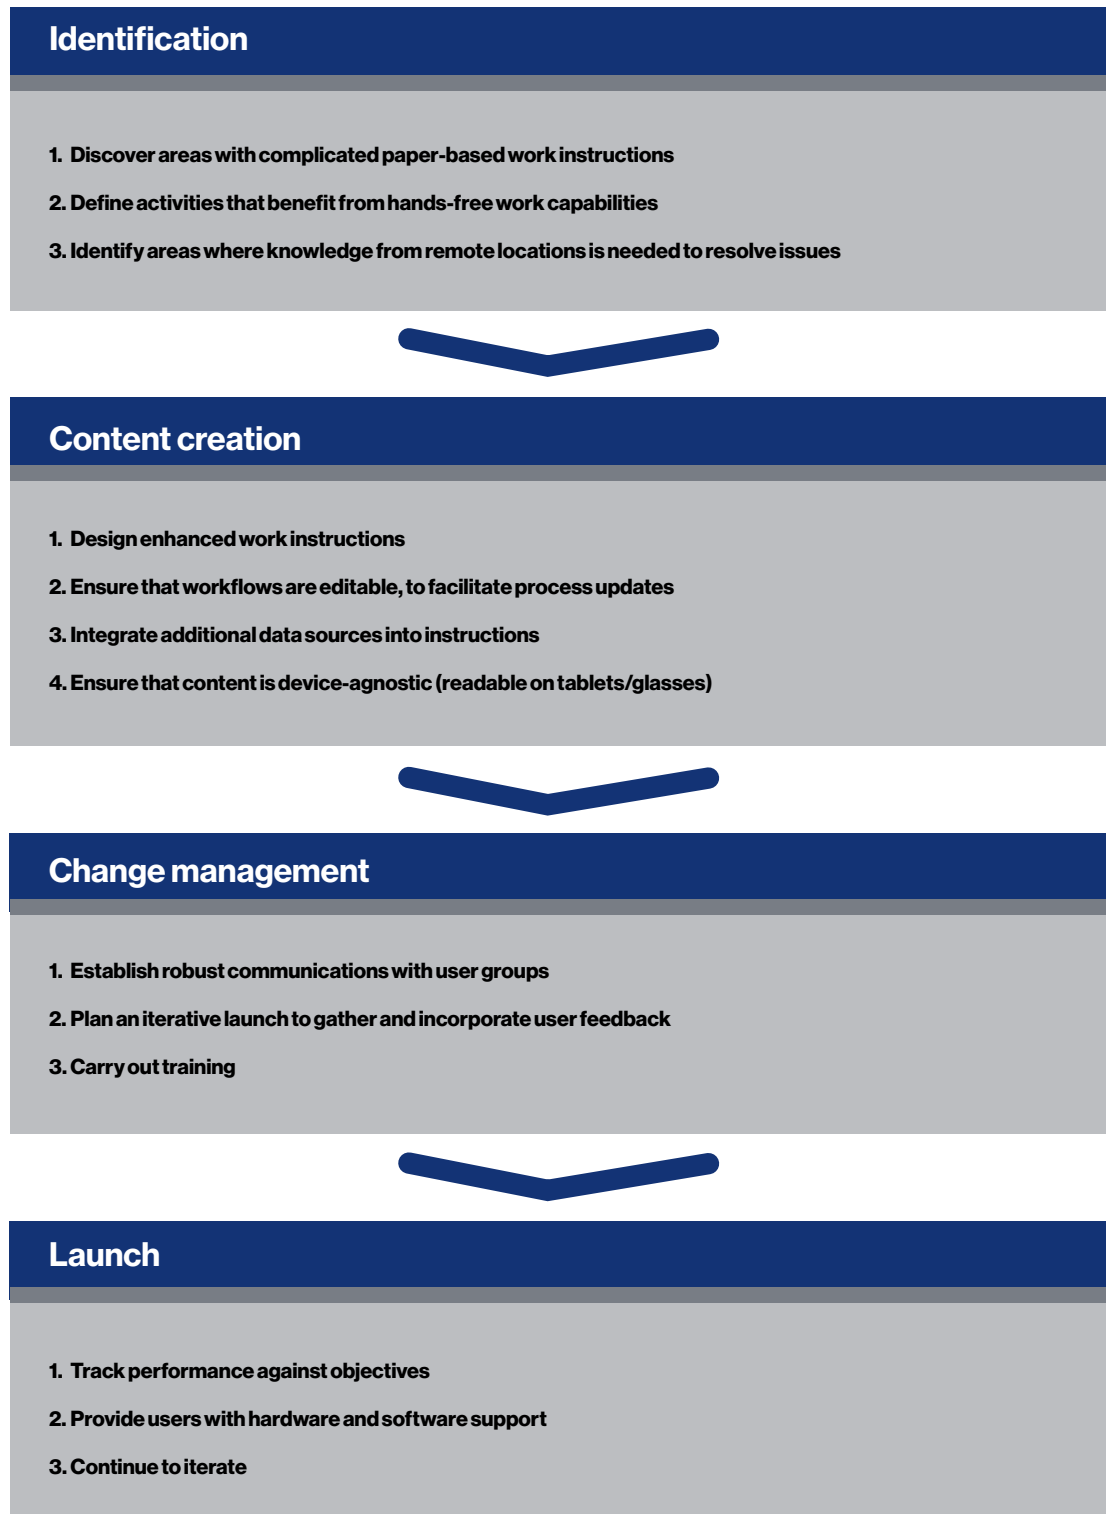 Identification
1. Discover areas with complicated paper-based work instructions
2. Define activities that benefit from hands-free work capabilities
3. Identify areas where knowledge from remote locations is needed to resolve issues
Content creation
1. Design enhanced work instructions
2. Ensure that workflows are editable, to facilitate process updates
3. Integrate additional data sources into instructions
4. Ensure that content is device-agnostic (readable on tablets/glasses)
Change management
1. Establish robust communications with user groups
2. Plan an iterative launch to gather and incorporate user feedback
3. Carry out training
Launch
1. Track performance against objectives
2. Provide users with hardware and software support
3. Continue to iterate